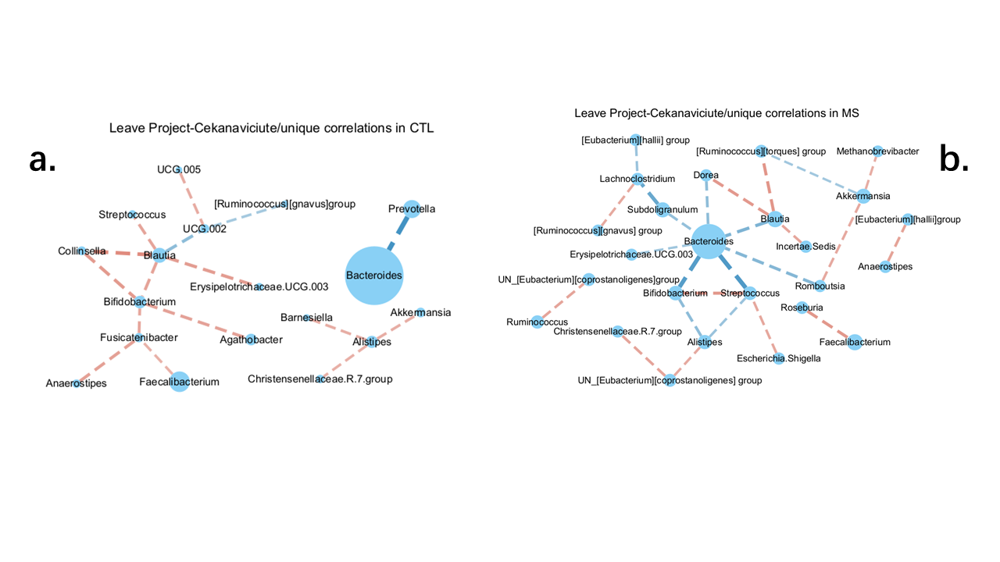 Leave Project-Cekanaviciute/unique correlations in CTL
a.
UCG.005
[Ruminococcus][gnavus]group
Prevotella
Streptococcus
UCG.002
Collinsella
Blautia
Bacteroides
Erysipelotrichaceae.UCG.003
Bifidobacterium
Akkermansia
Barnesiella
Fusicatenibacter
Agathobacter
Alistipes
Anaerostipes
Faecalibacterium
Christensenellaceae.R.7.group
Leave Project-Cekanaviciute/unique correlations in MS
b.
[Eubacterium][hallii] group
[Ruminococcus][torques] group
Methanobrevibacter
Lachnoclostridium
Dorea
Akkermansia
Subdoligranulum
Blautia
[Eubacterium][hallii]group
[Ruminococcus][gnavus] group
Bacteroides
Incertae.Sedis
Erysipelotrichaceae.UCG.003
Anaerostipes
UN_[Eubacterium][coprostanoligenes]group
Romboutsia
Bifidobacterium
Streptococcus
Roseburia
Ruminococcus
Christensenellaceae.R.7.group
Alistipes
Faecalibacterium
Escherichia.Shigella
UN_[Eubacterium][coprostanoligenes] group